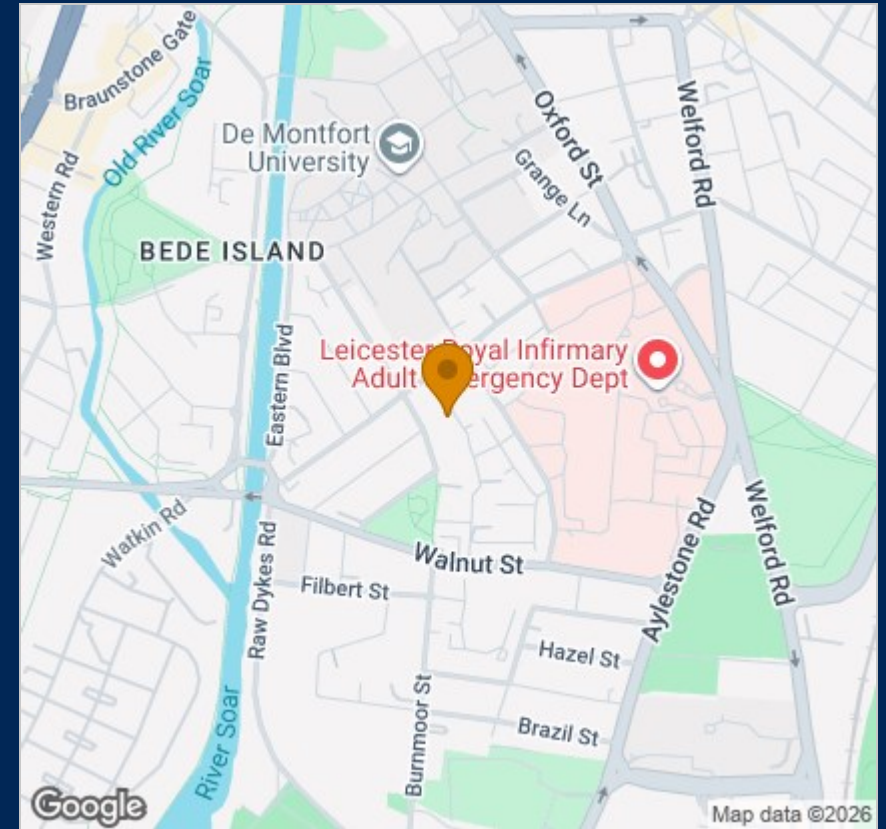 Braunstone Gate
Old River Soar
De Montfort
University
Oxford St
Welford Rd
Grange Ln
Western Rd
BEDE ISLAND
Eastern Blvd
Leicester Royal Infirmary
Adult Emergency Dept
Watkin Rd
Raw Dykes Rd
Walnut St
Aylestone Rd
Welford Rd
Filbert St
Hazel St
Burnmoor St
Brazil St
River Soar
Google
Map data ©2026